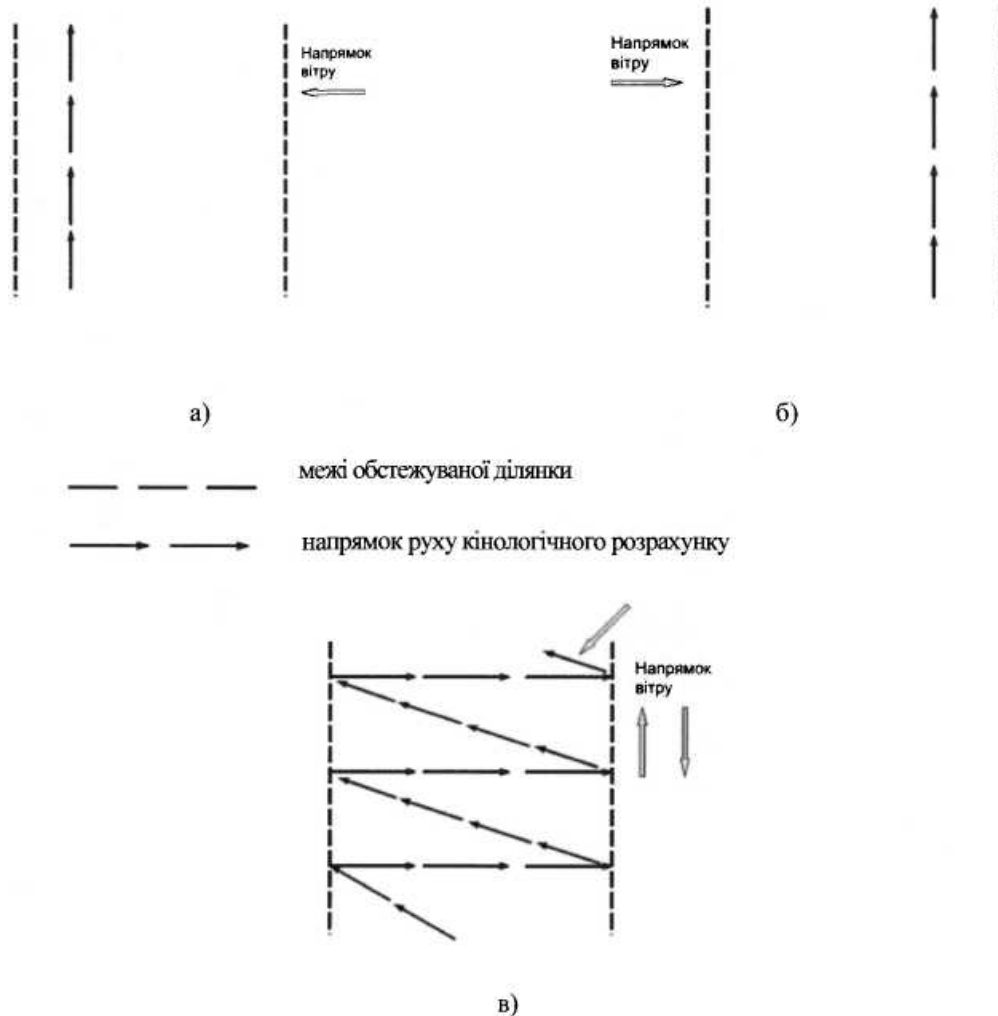 Напрямок
вітру
Напрямок
вітру
а)
б)
межі обстежуваної ділянки
напрямок руху кінологічного розрахунку
Напрямок
вітру
в)